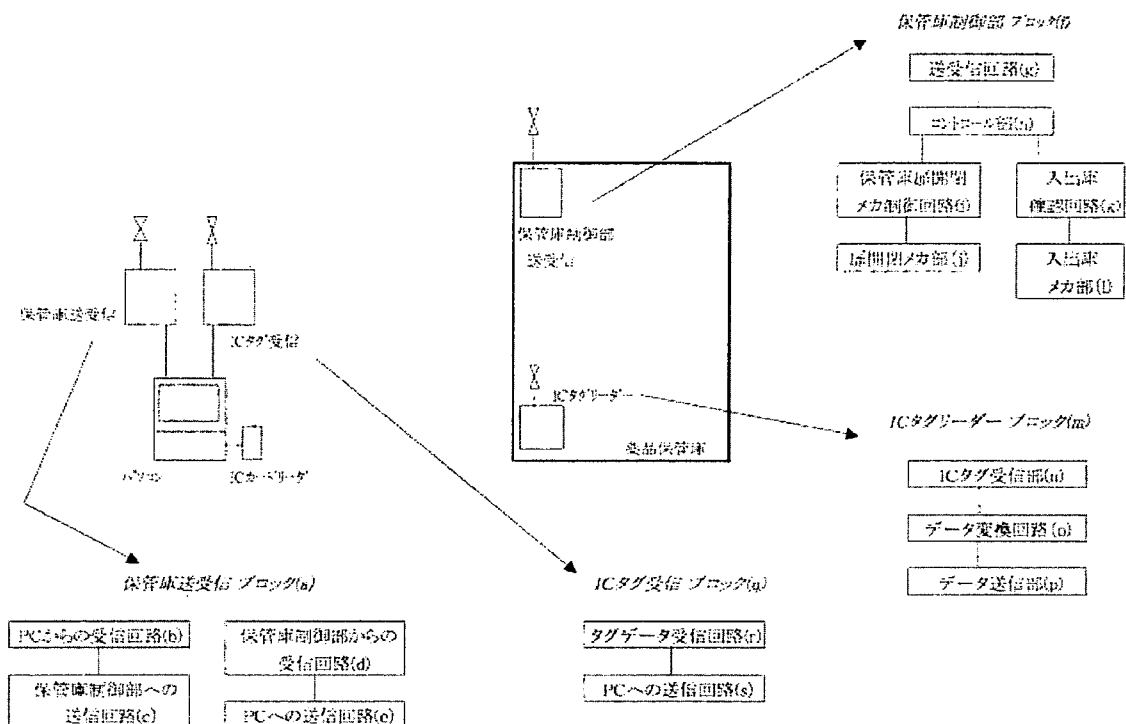 保管庫制御部 ブロック(f)
送受信回路(g)
コントロール部(h)
保管庫扉開閉
メカ制御回路(i)
入出庫
確認回路(k)
扉開閉メカ部(j)
入出庫
メカ部(l)
保管庫制御部
送受信
保管庫送受信
ICタグ受信
ICタグリーダー
薬品保管庫
パソコン
ICカードリーダ
ICタグリーダー ブロック(m)
ICタグ受信部(n)
データ変換回路(o)
データ送信部(p)
保管庫送受信 ブロック(a)
PCからの受信回路(b)
保管庫制御部への
送信回路(c)
保管庫制御部からの
受信回路(d)
PCへの送信回路(e)
ICタグ受信 ブロック(q)
タグデータ受信回路(r)
PCへの送信回路(s)